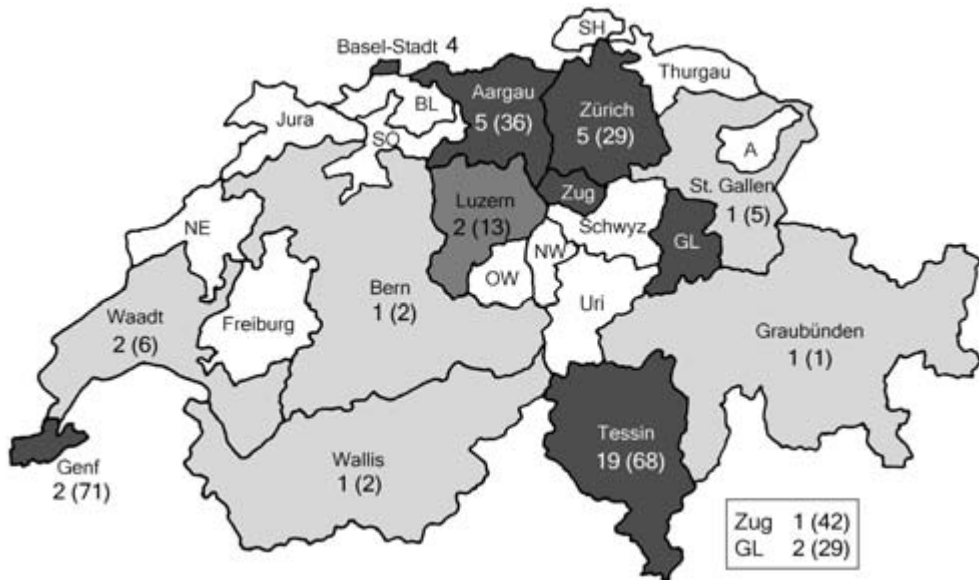 SH
Basel-Stadt 4
Thurgau
Aargau
5 (36)
Zürich
5 (29)
BL
Jura
SO
A
St. Gallen
1 (5)
Zug
Luzern
2 (13)
Schwyz
NE
NW
GL
OW
Bern
1 (2)
Uri
Waadt
2 (6)
Freiburg
Graubünden
1 (1)
Tessin
19 (68)
Wallis
1 (2)
Genf
2 (71)
Zug 1 (42)
GL 2 (29)